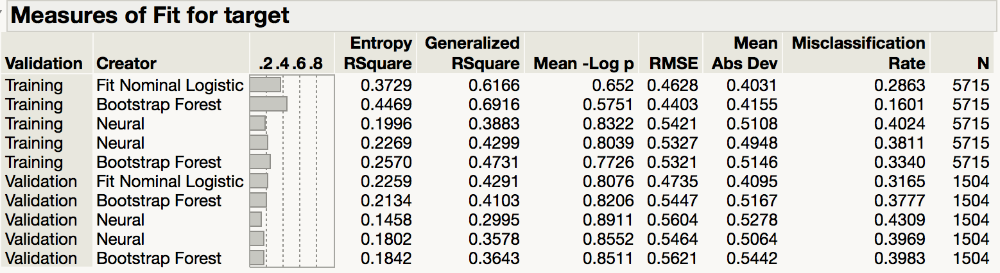 Measures of Fit for target
Entropy Generalized Mean Misclassification
Validation Creator .2 .4 .6 .8 RSquare RSquare Mean -Log p RMSE Abs Dev Rate N
Training Fit Nominal Logistic 0.3729 0.6166 0.652 0.4628 0.4031 0.2863 5715
Training Bootstrap Forest 0.4469 0.6916 0.5751 0.4403 0.4155 0.1601 5715
Training Neural 0.1996 0.3883 0.8322 0.5421 0.5108 0.4024 5715
Training Neural 0.2269 0.4299 0.8039 0.5327 0.4948 0.3811 5715
Training Bootstrap Forest 0.2570 0.4731 0.7726 0.5321 0.5146 0.3340 5715
Validation Fit Nominal Logistic 0.2259 0.4291 0.8076 0.4735 0.4095 0.3165 1504
Validation Bootstrap Forest 0.2134 0.4103 0.8206 0.5447 0.5167 0.3777 1504
Validation Neural 0.1458 0.2995 0.8911 0.5604 0.5278 0.4309 1504
Validation Neural 0.1802 0.3578 0.8552 0.5464 0.5064 0.3969 1504
Validation Bootstrap Forest 0.1842 0.3643 0.8511 0.5621 0.5442 0.3983 1504